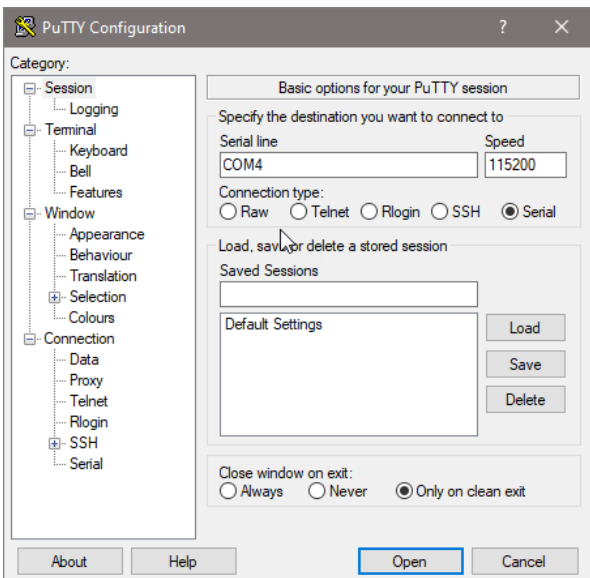 PuTTY Configuration
?
Category:
Session
Logging
Terminal
Keyboard
Bell
Features
Window
Appearance
Behaviour
Translation
Selection
Colours
Connection
Data
Proxy
Telnet
Rlogin
SSH
Serial
Basic options for your PuTTY session
Specify the destination you want to connect to
Serial line Speed
COM4 115200
Connection type:
Raw Telnet Rlogin SSH Serial
Load, save or delete a stored session
Saved Sessions
Default Settings
Load
Save
Delete
Close window on exit:
Always Never Only on clean exit
About Help Open Cancel